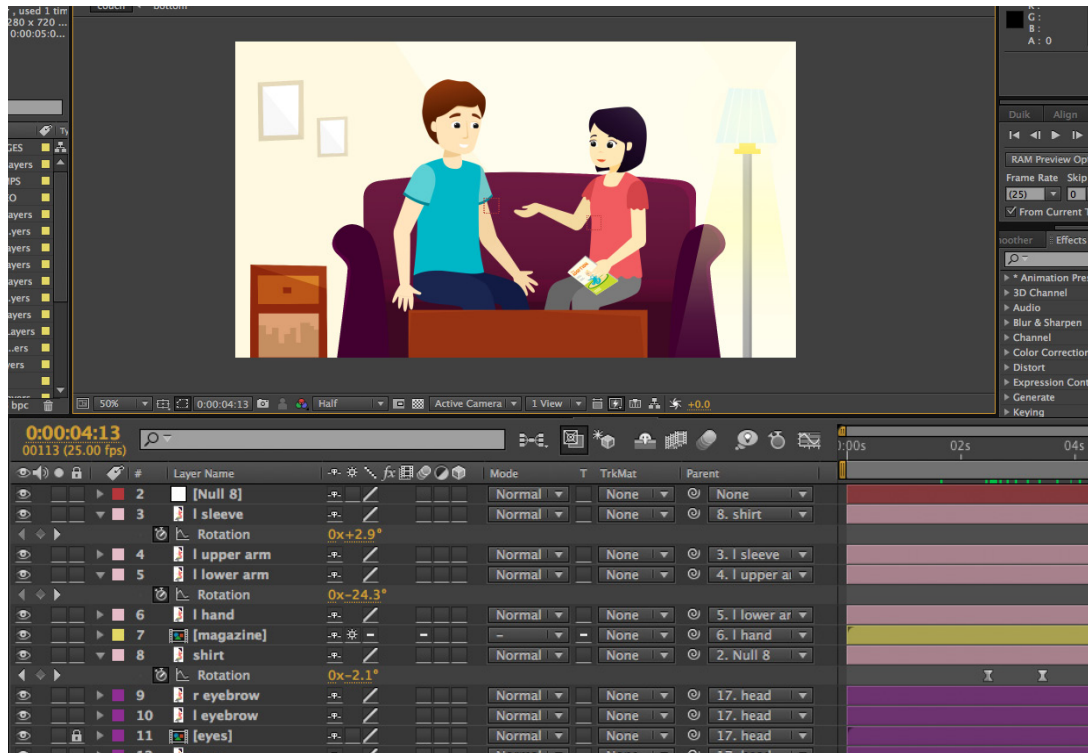 , used 1 tim
280 x 720 ...
0:00:05:0...
couch
Bottom
G :
B :
A : 0
Ty
GES
ayers
IPS
ayers
.yers
ayers
ayers
ayers
.yers
ayers
Layers
...ers
yers
bpc
Duik Align
RAM Preview Op
Frame Rate Skip
(25) 0
From Current T
oother Effects
* Animation Pre
3D Channel
Audio
Blur & Sharpen
Channel
Color Correction
Distort
Expression Cont
Generate
Keying
50% 0:00:04:13 Half Active Camera 1 View +0.0
0:00:04:13
00113 (25.00 fps)
):00s 02s 04s
# Layer Name fx Mode T TrkMat Parent
2 [Null 8] Normal None None
3 l sleeve Normal None 8. shirt
Rotation 0x+2.9°
4 l upper arm Normal None 3. l sleeve
5 l lower arm Normal None 4. l upper ai
Rotation 0x-24.3°
6 l hand Normal None 5. l lower ar
7 [magazine] - None 6. l hand
8 shirt Normal None 2. Null 8
Rotation 0x-2.1°
9 r eyebrow Normal None 17. head
10 l eyebrow Normal None 17. head
11 [eyes] Normal None 17. head